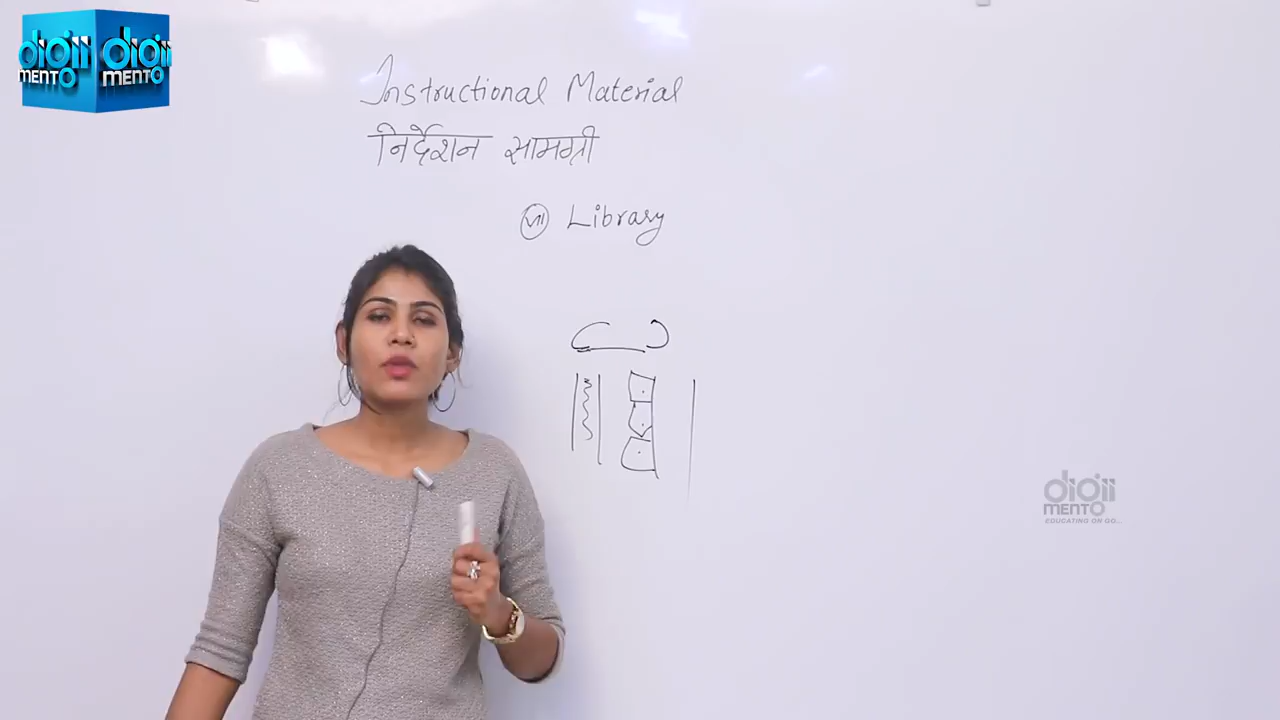 digii digii
MENTO MENTO
Instructional Material
निर्देशन सामग्री
VII Library
digii
MENTO
EDUCATING ON GO...